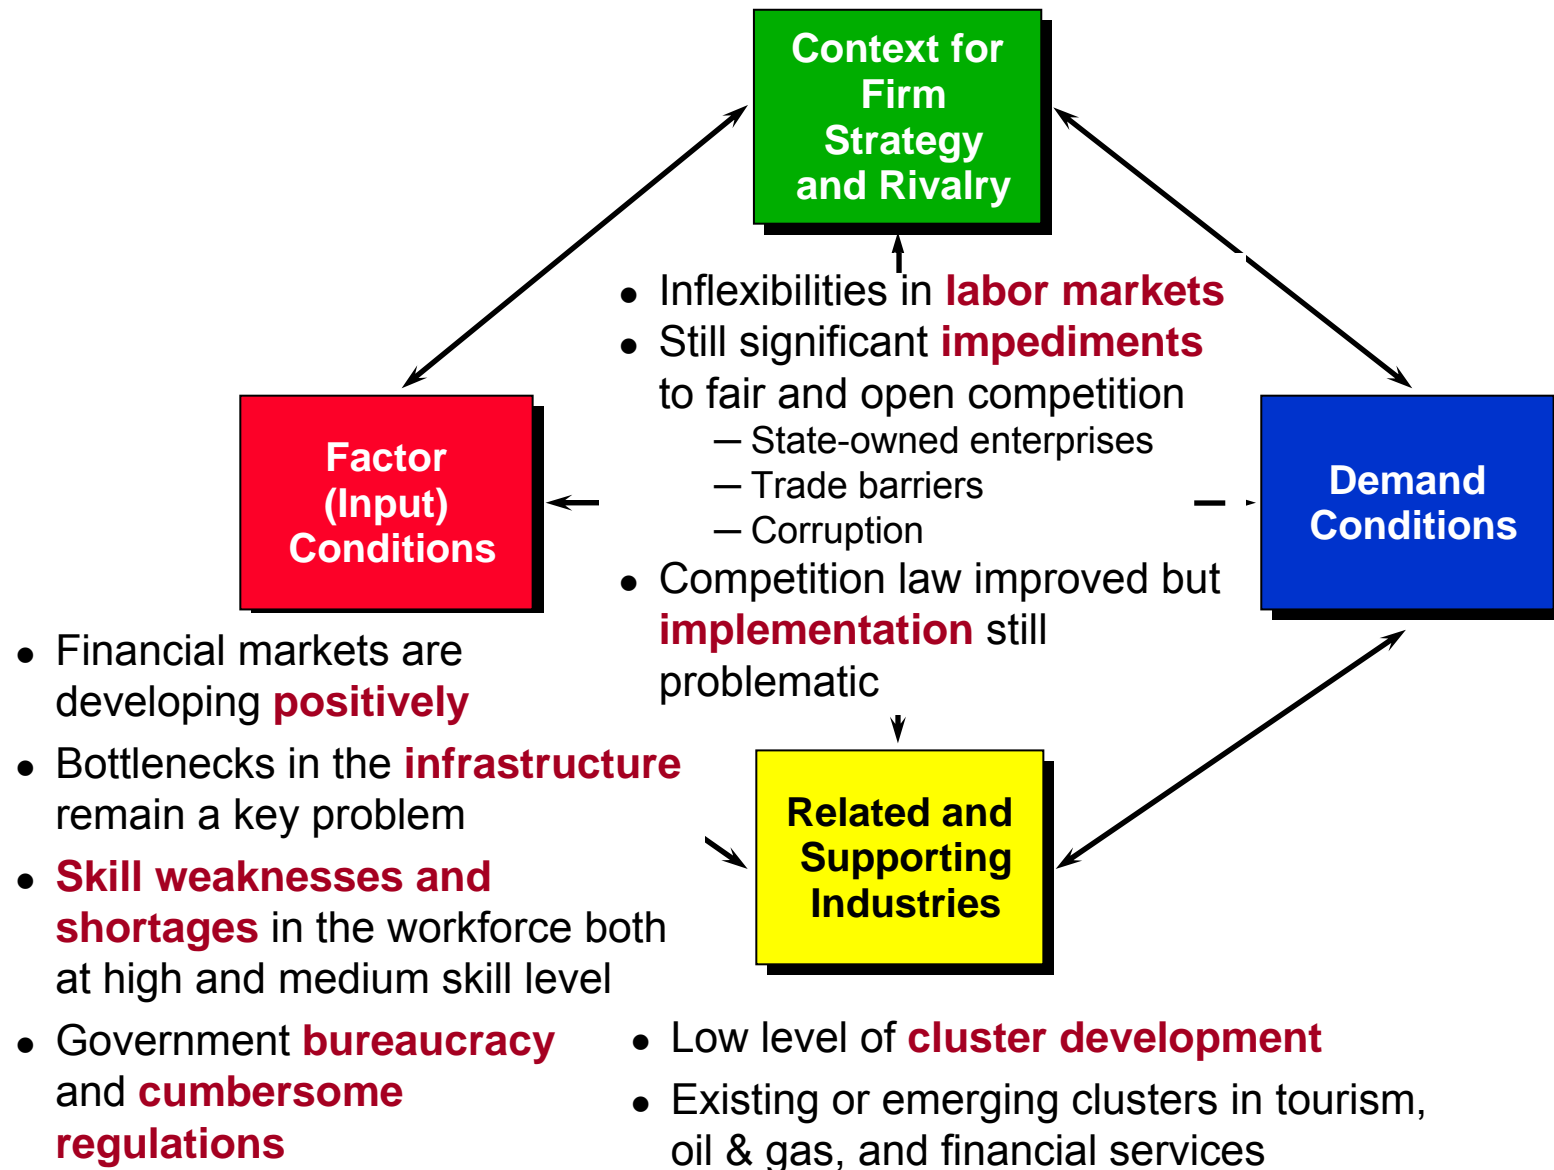 Context for
Firm
Strategy
and Rivalry
● Inflexibilities in labor markets
● Still significant impediments
to fair and open competition
– State-owned enterprises
– Trade barriers
– Corruption
● Competition law improved but
implementation still
problematic
Factor
(Input)
Conditions
Demand
Conditions
● Financial markets are
developing positively
● Bottlenecks in the infrastructure
remain a key problem
● Skill weaknesses and
shortages in the workforce both
at high and medium skill level
● Government bureaucracy
and cumbersome
regulations
Related and
Supporting
Industries
● Low level of cluster development
● Existing or emerging clusters in tourism,
oil & gas, and financial services